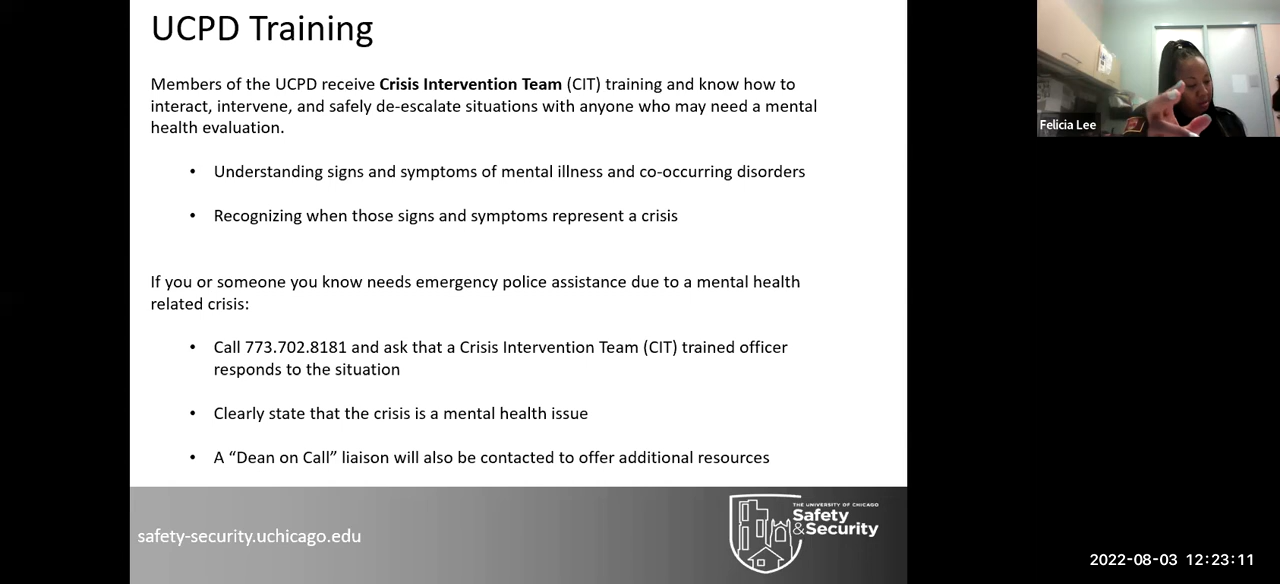 UCPD Training
Members of the UCPD receive Crisis Intervention Team (CIT) training and know how to
interact, intervene, and safely de-escalate situations with anyone who may need a mental
health evaluation.
• Understanding signs and symptoms of mental illness and co-occurring disorders
• Recognizing when those signs and symptoms represent a crisis
If you or someone you know needs emergency police assistance due to a mental health
related crisis:
• Call 773.702.8181 and ask that a Crisis Intervention Team (CIT) trained officer
responds to the situation
• Clearly state that the crisis is a mental health issue
• A “Dean on Call” liaison will also be contacted to offer additional resources
safety-security.uchicago.edu
THE UNIVERSITY OF CHICAGO
Safety
&Security
Felicia Lee
2022-08-03 12:23:11